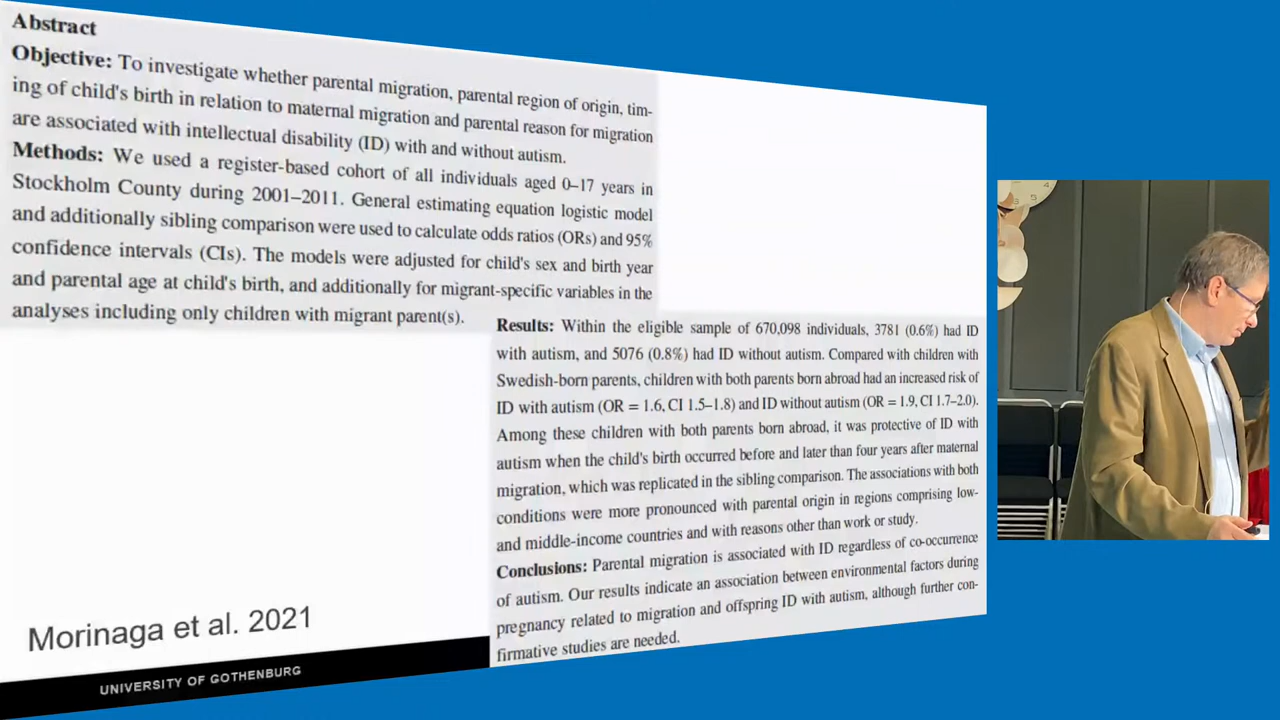 Abstract
Objective: To investigate whether parental migration, parental region of origin, tim-
ing of child's birth in relation to maternal migration and parental reason for migration
are associated with intellectual disability (ID) with and without autism.
Methods: We used a register-based cohort of all individuals aged 0–17 years in
Stockholm County during 2001–2011. General estimating equation logistic model
and additionally sibling comparison were used to calculate odds ratios (ORs) and 95%
confidence intervals (CIs). The models were adjusted for child's sex and birth year
and parental age at child's birth, and additionally for migrant-specific variables in the
analyses including only children with migrant parent(s).
Results: Within the eligible sample of 670,098 individuals, 3781 (0.6%) had ID
with autism, and 5076 (0.8%) had ID without autism. Compared with children with
Swedish-born parents, children with both parents born abroad had an increased risk of
ID with autism (OR = 1.6, CI 1.5–1.8) and ID without autism (OR = 1.9, CI 1.7–2.0).
Among these children with both parents born abroad, it was protective of ID with
autism when the child's birth occurred before and later than four years after maternal
migration, which was replicated in the sibling comparison. The associations with both
conditions were more pronounced with parental origin in regions comprising low-
and middle-income countries and with reasons other than work or study.
Conclusions: Parental migration is associated with ID regardless of co-occurrence
of autism. Our results indicate an association between environmental factors during
pregnancy related to migration and offspring ID with autism, although further con-
firmative studies are needed.
Morinaga et al. 2021
UNIVERSITY OF GOTHENBURG